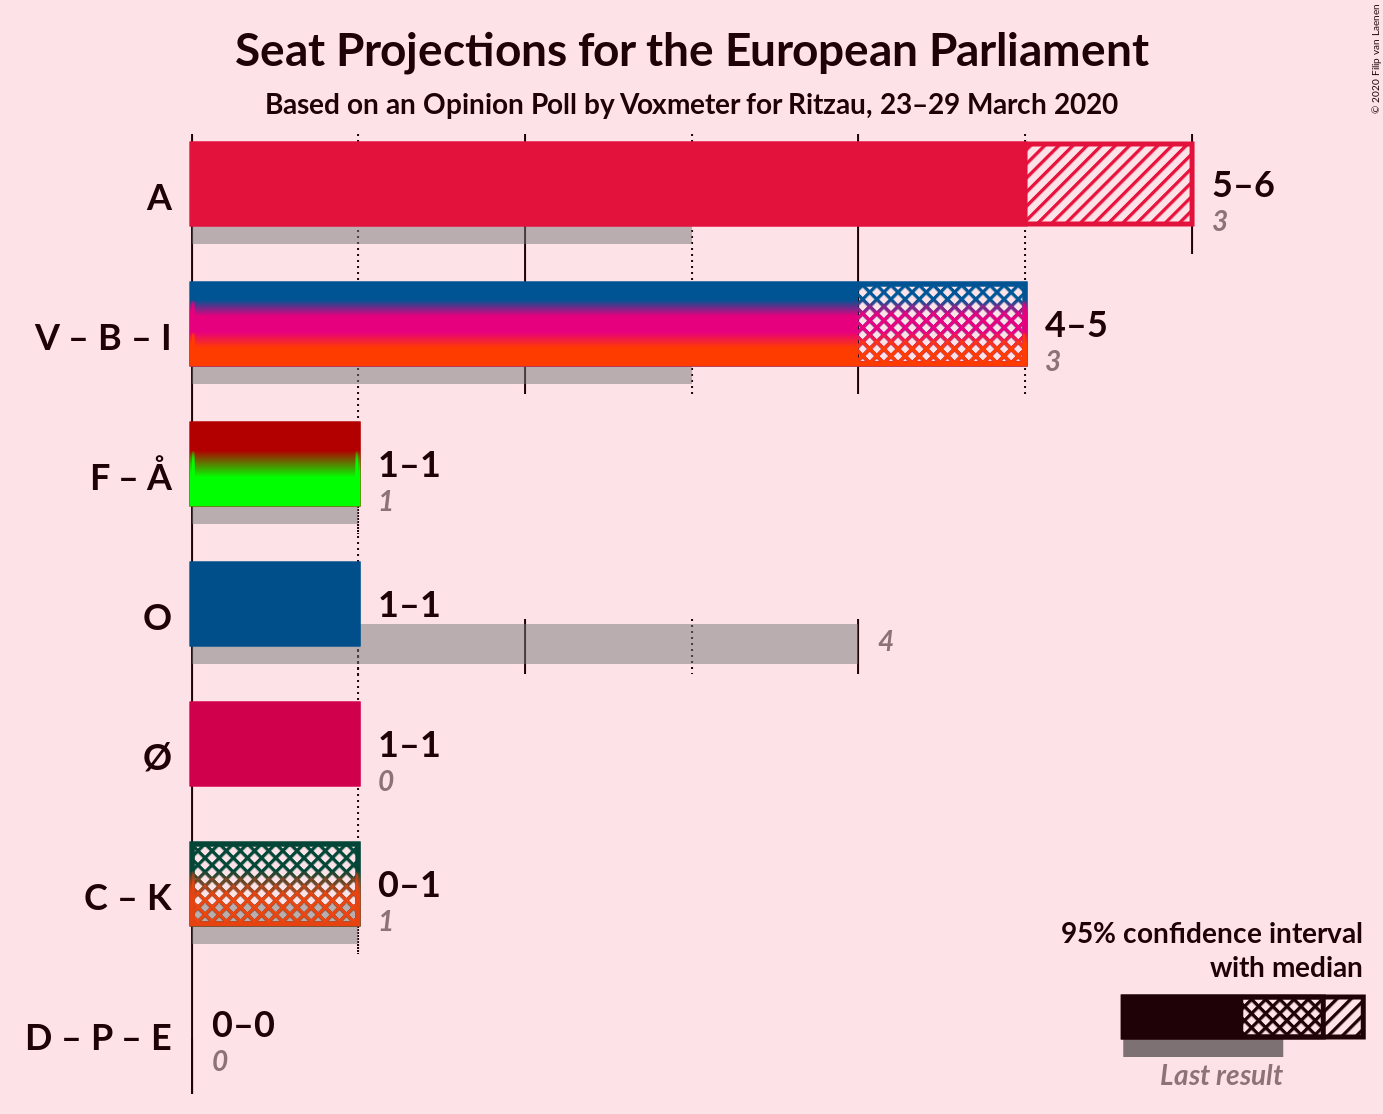 Seat Projections for the European Parliament
Based on an Opinion Poll by Voxmeter for Ritzau, 23–29 March 2020
© 2020 Filip van Laenen
A
5–6
3
V – B – I
4–5
3
F – Å
1–1
1
O
1–1
4
Ø
1–1
0
C – K
0–1
1
D – P – E
0–0
0
95% confidence interval
with median
Last result